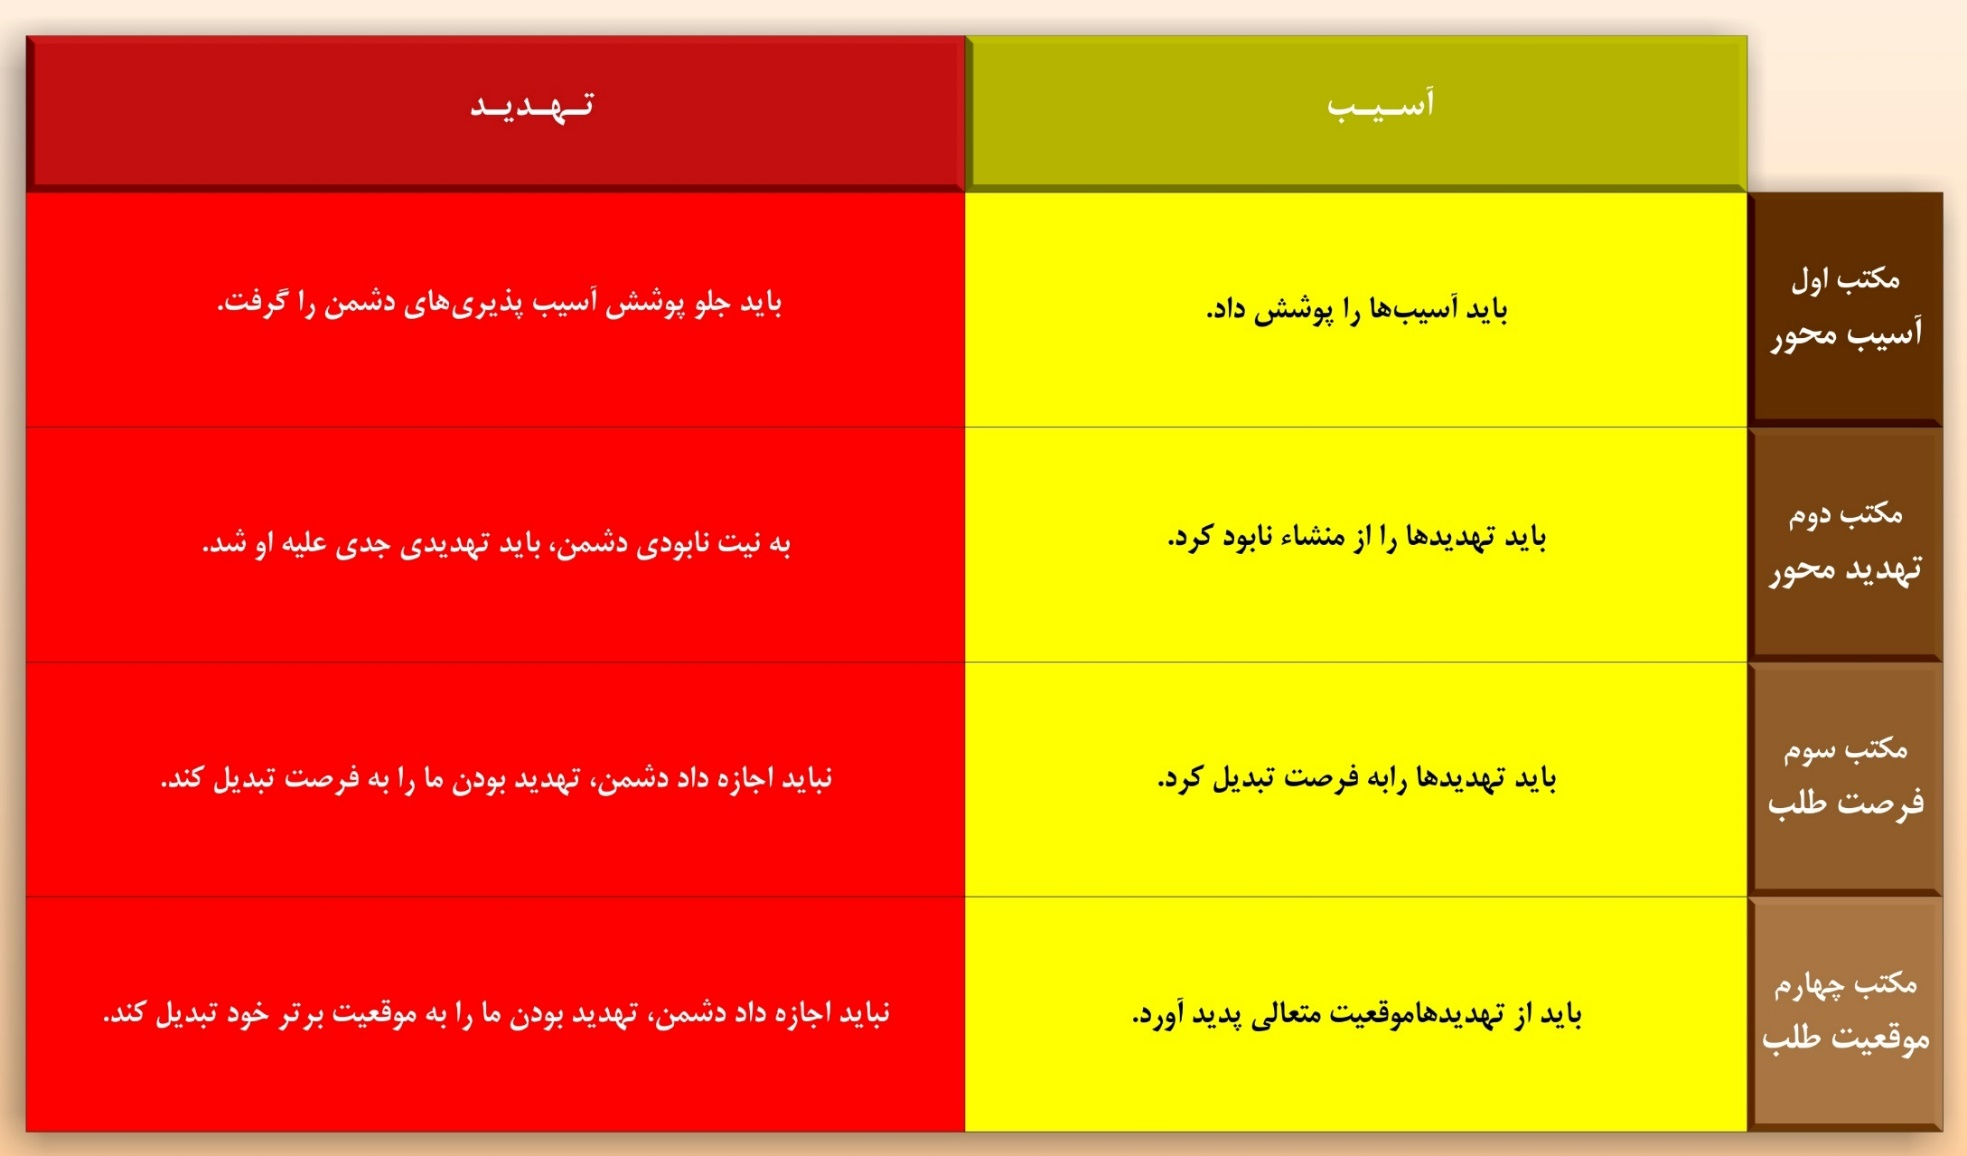 آسیـب
تـهـدیـد
مکتب اول
آسیب محور
باید آسیب‌ها را پوشش داد.
باید جلو پوشش آسیب پذیری‌های دشمن را گرفت.
مکتب دوم
تهدید محور
باید تهدیدها را از منشاء نابود کرد.
به نیت نابودی دشمن، باید تهدیدی جدی علیه او شد.
مکتب سوم
فرصت طلب
باید تهدیدها رابه فرصت تبدیل کرد.
نباید اجازه داد دشمن، تهدید بودن ما را به فرصت تبدیل کند.
مکتب چهارم
موقعیت طلب
باید از تهدیدهاموقعیت متعالی پدید آورد.
نباید اجازه داد دشمن، تهدید بودن ما را به موقعیت برتر خود تبدیل کند.